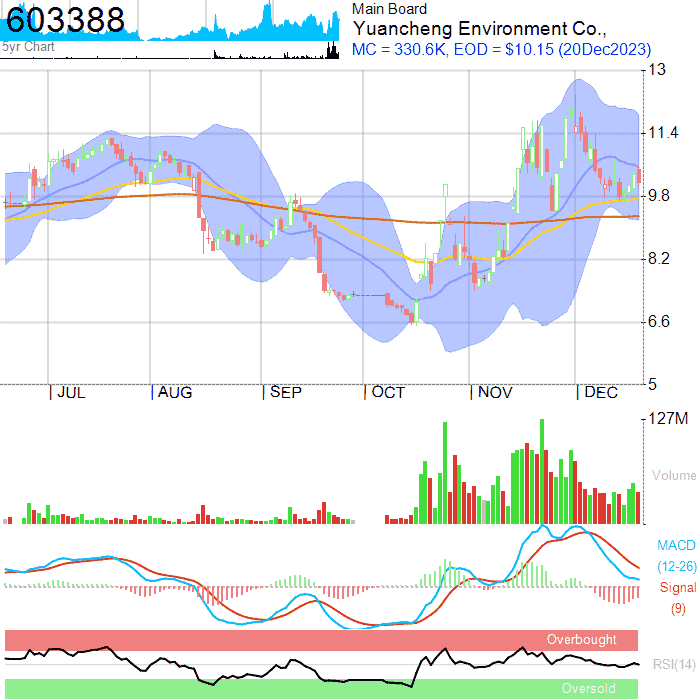 603388
5yr Chart
Main Board
Yuancheng Environment Co.,
MC = 330.6K, EOD = $10.15 (20Dec2023)
13
11.4
9.8
8.2
6.6
5
JUL AUG SEP OCT NOV DEC
127M
Volume
MACD
(12-26)
Signal
(9)
Overbought
RSI(14)
Oversold